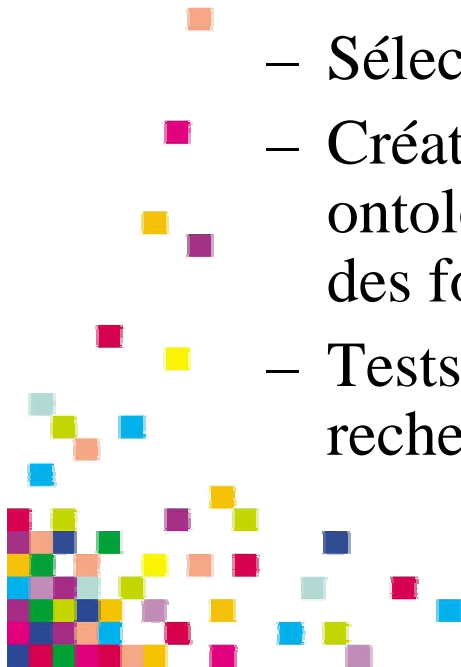 – Sélec
– Créat
ontol
des fo
– Tests
reche